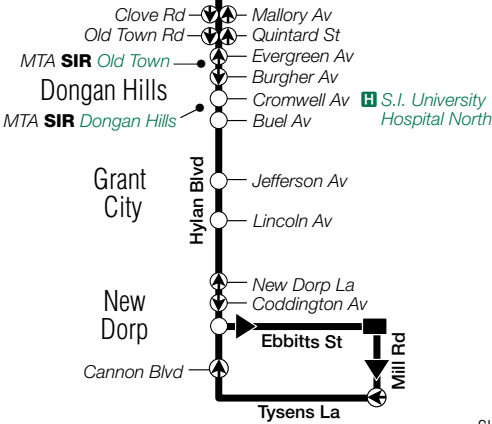 Clove Rd
Mallory Av
Old Town Rd
Quintard St
MTA SIR Old Town
Evergreen Av
Burgher Av
Dongan Hills
Cromwell Av
H S.I. University
Hospital North
MTA SIR Dongan Hills
Buel Av
Grant
City
Jefferson Av
Hylan Blvd
Lincoln Av
New
Dorp
New Dorp La
Coddington Av
Ebbitts St
Mill Rd
Cannon Blvd
Tysens La